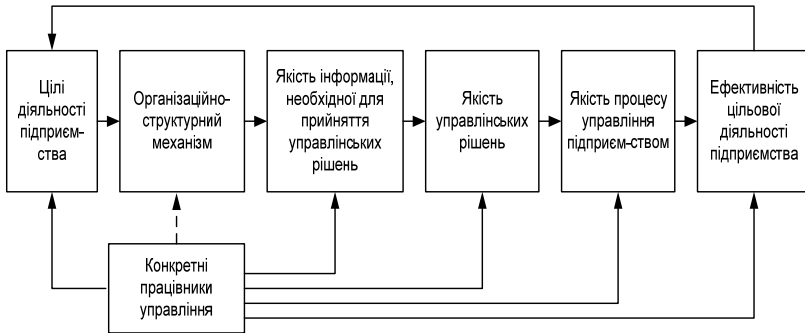 Цілі
діяльності
підприєм-
ства
Організаційно-
структурний
механізм
Якість інформації,
необхідної для
прийняття
управлінських
рішень
Якість
управлінських
рішень
Якість процесу
управління
підприєм-ством
Ефективність
цільової
діяльності
підприємства
Конкретні
працівники
управління